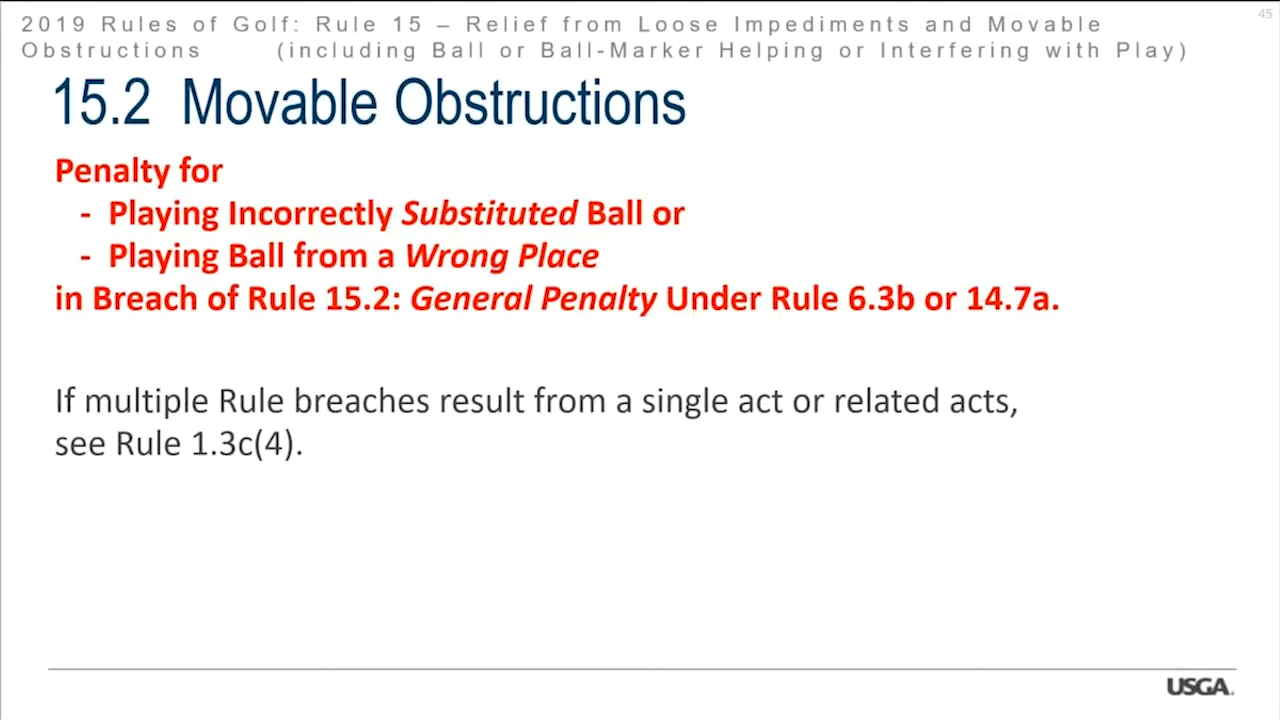 45
2019 Rules of Golf: Rule 15 – Relief from Loose Impediments and Movable
Obstructions (including Ball or Ball-Marker Helping or Interfering with Play)
15.2 Movable Obstructions
Penalty for
- Playing Incorrectly Substituted Ball or
- Playing Ball from a Wrong Place
in Breach of Rule 15.2: General Penalty Under Rule 6.3b or 14.7a.
If multiple Rule breaches result from a single act or related acts,
see Rule 1.3c(4).
USGA.